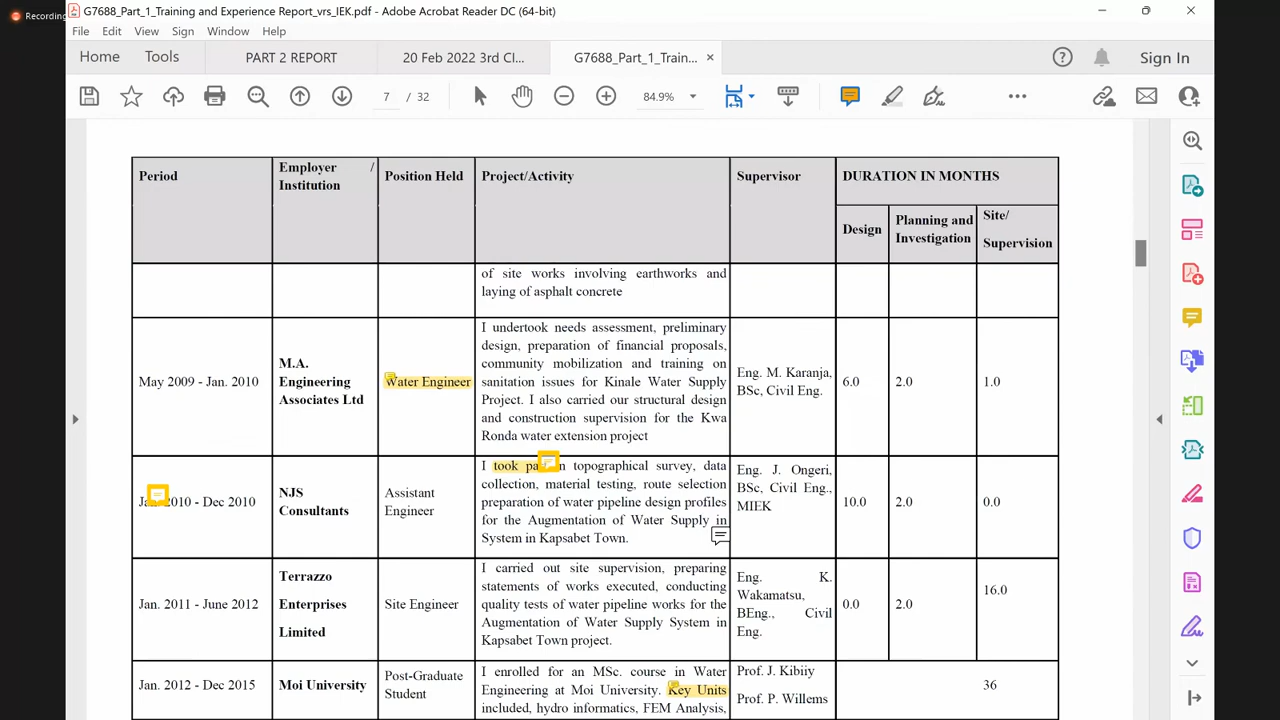 Recording
G7688_Part_1_Training and Experience Report_vrs_IEK.pdf - Adobe Acrobat Reader DC (64-bit)
File Edit View Sign Window Help
Home Tools PART 2 REPORT 20 Feb 2022 3rd Cl... G7688_Part_1_Train... Sign In
7 / 32 84.9%
Period
Employer /
Institution
Position Held
Project/Activity
Supervisor
DURATION IN MONTHS
Design
Planning and
Investigation
Site/
Supervision
of site works involving earthworks and
laying of asphalt concrete
May 2009 - Jan. 2010
M.A.
Engineering
Associates Ltd
Water Engineer
I undertook needs assessment, preliminary
design, preparation of financial proposals,
community mobilization and training on
sanitation issues for Kinale Water Supply
Project. I also carried our structural design
and construction supervision for the Kwa
Ronda water extension project
Eng. M. Karanja,
BSc, Civil Eng.
6.0
2.0
1.0
2010 - Dec 2010
NJS
Consultants
Assistant
Engineer
I took topographical survey, data
collection, material testing, route selection
preparation of water pipeline design profiles
for the Augmentation of Water Supply in
System in Kapsabet Town.
Eng. J. Ongeri,
BSc, Civil Eng.,
MIEK
10.0
2.0
0.0
Jan. 2011 - June 2012
Terrazzo
Enterprises
Limited
Site Engineer
I carried out site supervision, preparing
statements of works executed, conducting
quality tests of water pipeline works for the
Augmentation of Water Supply System in
Kapsabet Town project.
Eng. K.
Wakamatsu,
BEng., Civil
Eng.
0.0
2.0
16.0
Jan. 2012 - Dec 2015
Moi University
Post-Graduate
Student
I enrolled for an MSc. course in Water
Engineering at Moi University. Key Units
included, hydro informatics, FEM Analysis,
Prof. J. Kibiiy
Prof. P. Willems
36